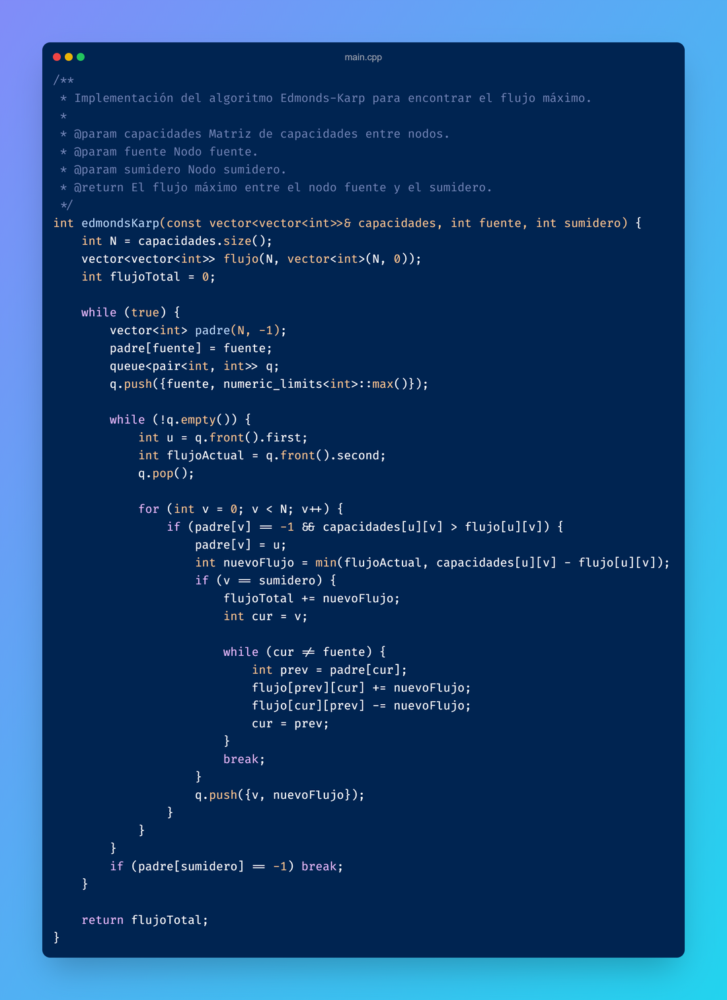 main.cpp
/**
 * Implementación del algoritmo Edmonds-Karp para encontrar el flujo máximo.
 *
 * @param capacidades Matriz de capacidades entre nodos.
 * @param fuente Nodo fuente.
 * @param sumidero Nodo sumidero.
 * @return El flujo máximo entre el nodo fuente y el sumidero.
 */
int edmondsKarp(const vector<vector<int>>& capacidades, int fuente, int sumidero) {
    int N = capacidades.size();
    vector<vector<int>> flujo(N, vector<int>(N, 0));
    int flujoTotal = 0;

    while (true) {
        vector<int> padre(N, -1);
        padre[fuente] = fuente;
        queue<pair<int, int>> q;
        q.push({fuente, numeric_limits<int>::max()});

        while (!q.empty()) {
            int u = q.front().first;
            int flujoActual = q.front().second;
            q.pop();

            for (int v = 0; v < N; v++) {
                if (padre[v] == -1 && capacidades[u][v] > flujo[u][v]) {
                    padre[v] = u;
                    int nuevoFlujo = min(flujoActual, capacidades[u][v] - flujo[u][v]);
                    if (v == sumidero) {
                        flujoTotal += nuevoFlujo;
                        int cur = v;

                        while (cur != fuente) {
                            int prev = padre[cur];
                            flujo[prev][cur] += nuevoFlujo;
                            flujo[cur][prev] -= nuevoFlujo;
                            cur = prev;
                        }
                        break;
                    }
                    q.push({v, nuevoFlujo});
                }
            }
        }
        if (padre[sumidero] == -1) break;
    }

    return flujoTotal;
}